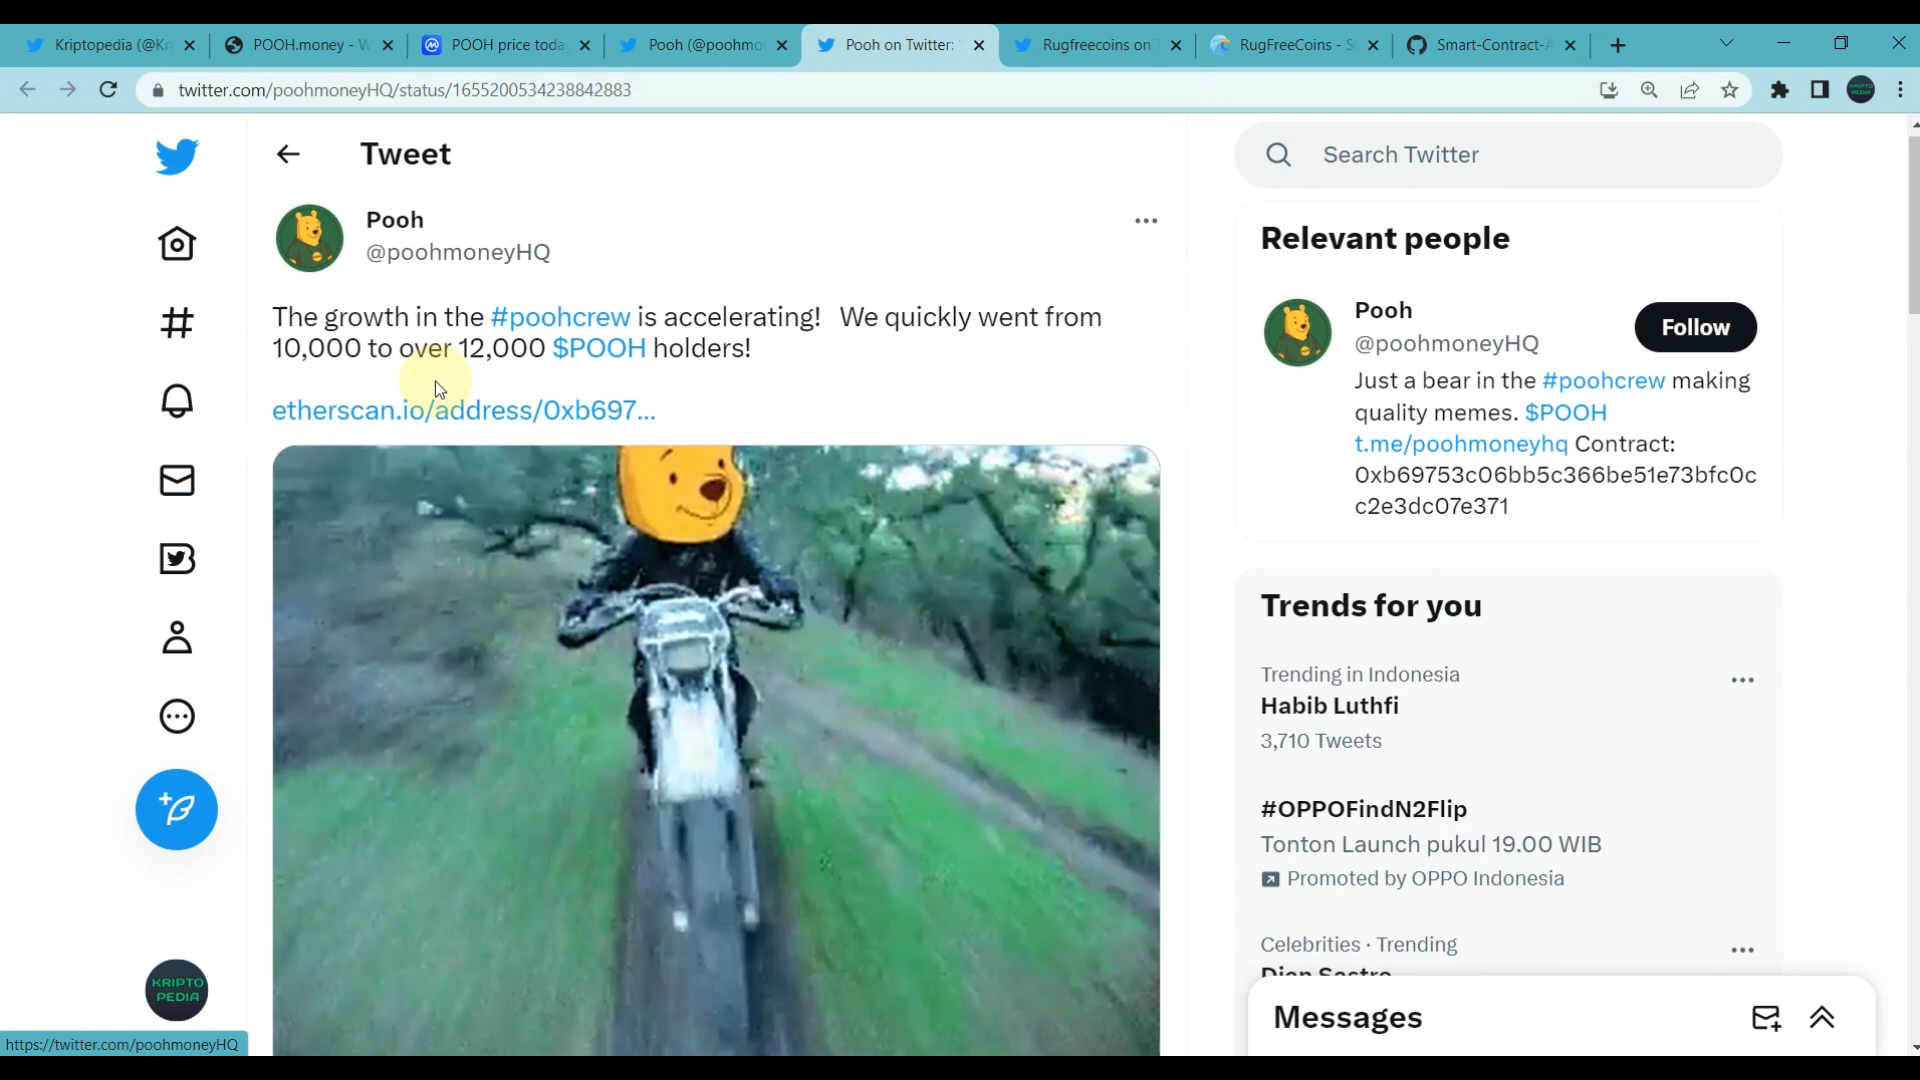 Kriptopedia (@Kri
POOH.money - W
POOH price toda
Pooh (@poohmo
Pooh on Twitter: "
Rugfreecoins on T
RugFreeCoins - S
Smart-Contract-A
twitter.com/poohmoneyHQ/status/1655200534238842883
Tweet
Pooh
@poohmoneyHQ
The growth in the #poohcrew is accelerating!   We quickly went from
10,000 to over 12,000 $POOH holders!
etherscan.io/address/0xb697...
KRIPTO
PEDIA
https://twitter.com/poohmoneyHQ
Search Twitter
Relevant people
Pooh
@poohmoneyHQ
Follow
Just a bear in the #poohcrew making
quality memes. $POOH
t.me/poohmoneyhq Contract:
0xb69753c06bb5c366be51e73bfc0c
c2e3dc07e371
Trends for you
Trending in Indonesia
Habib Luthfi
3,710 Tweets
#OPPOFindN2Flip
Tonton Launch pukul 19.00 WIB
Promoted by OPPO Indonesia
Celebrities · Trending
Dian Sastro
Messages